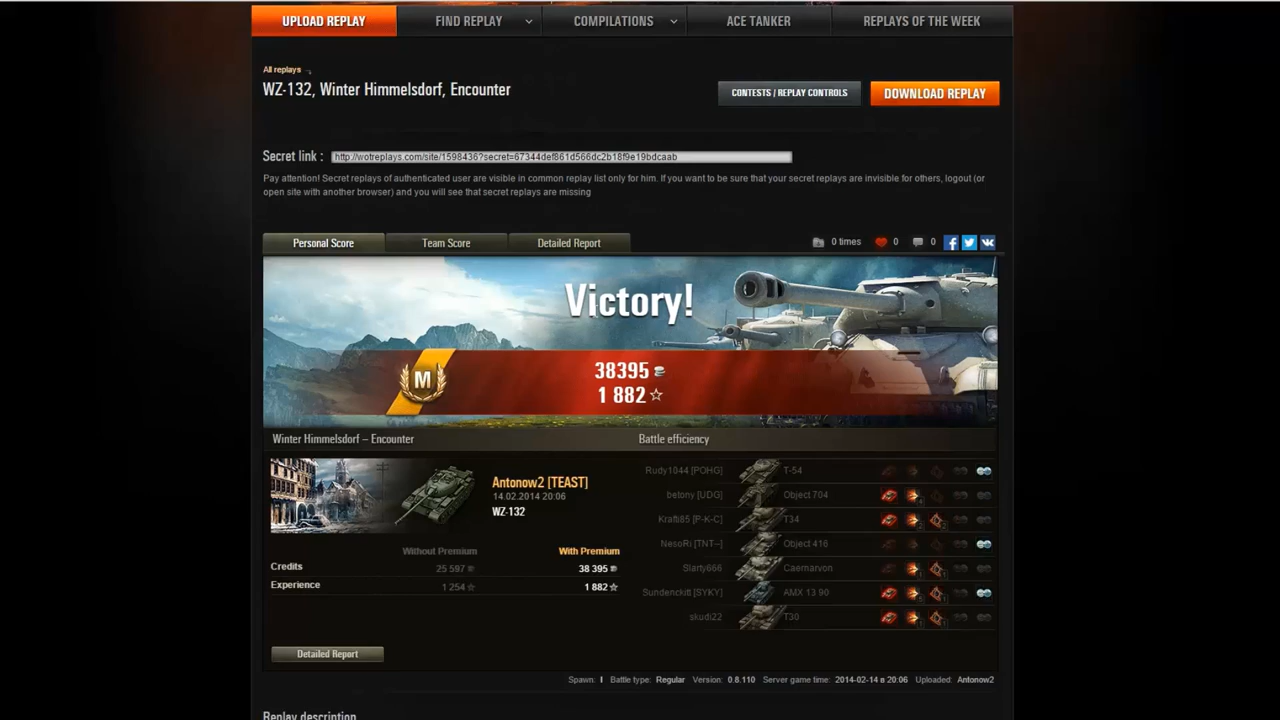 UPLOAD REPLAY FIND REPLAY COMPILATIONS ACE TANKER REPLAYS OF THE WEEK
All replays
WZ-132, Winter Himmelsdorf, Encounter
CONTESTS / REPLAY CONTROLS DOWNLOAD REPLAY
Secret link : http://wotreplays.com/site/1598436?secret=67344def861d566dc2b18f9e19bdcaab
Pay attention! Secret replays of authenticated user are visible in common replay list only for him. If you want to be sure that your secret replays are invisible for others, logout (or
open site with another browser) and you will see that secret replays are missing
Personal Score Team Score Detailed Report 0 times 0 0
Victory!
M
38395
1 882
Winter Himmelsdorf – Encounter Battle efficiency
Rudy1944 [POHG] T-54
Antonow2 [TEAST]
14.02.2014 20:06
betony [UDG] Object 704
WZ-132
Krafti85 [P-K-C] T34
NesoRi [TNT--] Object 416
Without Premium With Premium
Credits 25 597 38 395
Slarty666 Caernarvon
Experience 1 254 1 882
Sundenckitt [SYKY] AMX 13 90
skudi22 T30
Detailed Report
Spawn: I Battle type: Regular Version: 0.8.110 Server game time: 2014-02-14 в 20:06 Uploaded: Antonow2
Replay description